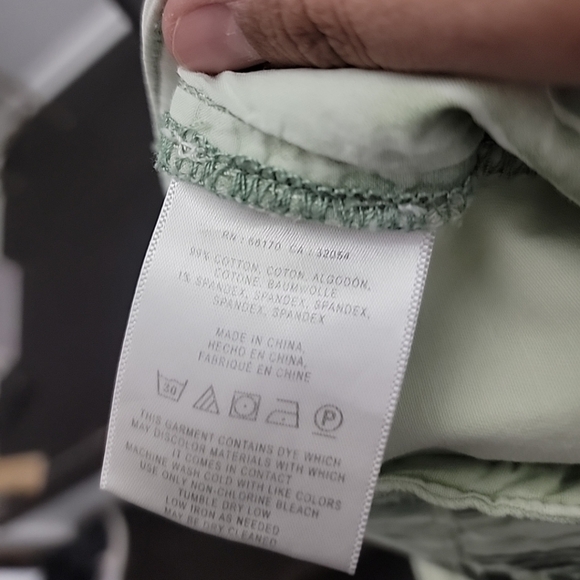 RN : 66170 CA : 32054
99% COTTON, COTON, ALGODÓN,
COTONE, BAUMWOLLE
1% SPANDEX, SPANDEX, SPANDEX,
SPANDEX, SPANDEX
MADE IN CHINA,
HECHO EN CHINA,
FABRIQUÉ EN CHINE
30 P
THIS GARMENT CONTAINS DYE WHICH
MAY DISCOLOR MATERIALS WITH WHICH
IT COMES IN CONTACT
MACHINE WASH COLD WITH LIKE COLORS
USE ONLY NON-CHLORINE BLEACH
TUMBLE DRY LOW
LOW IRON AS NEEDED
MAY BE DRY CLEANED